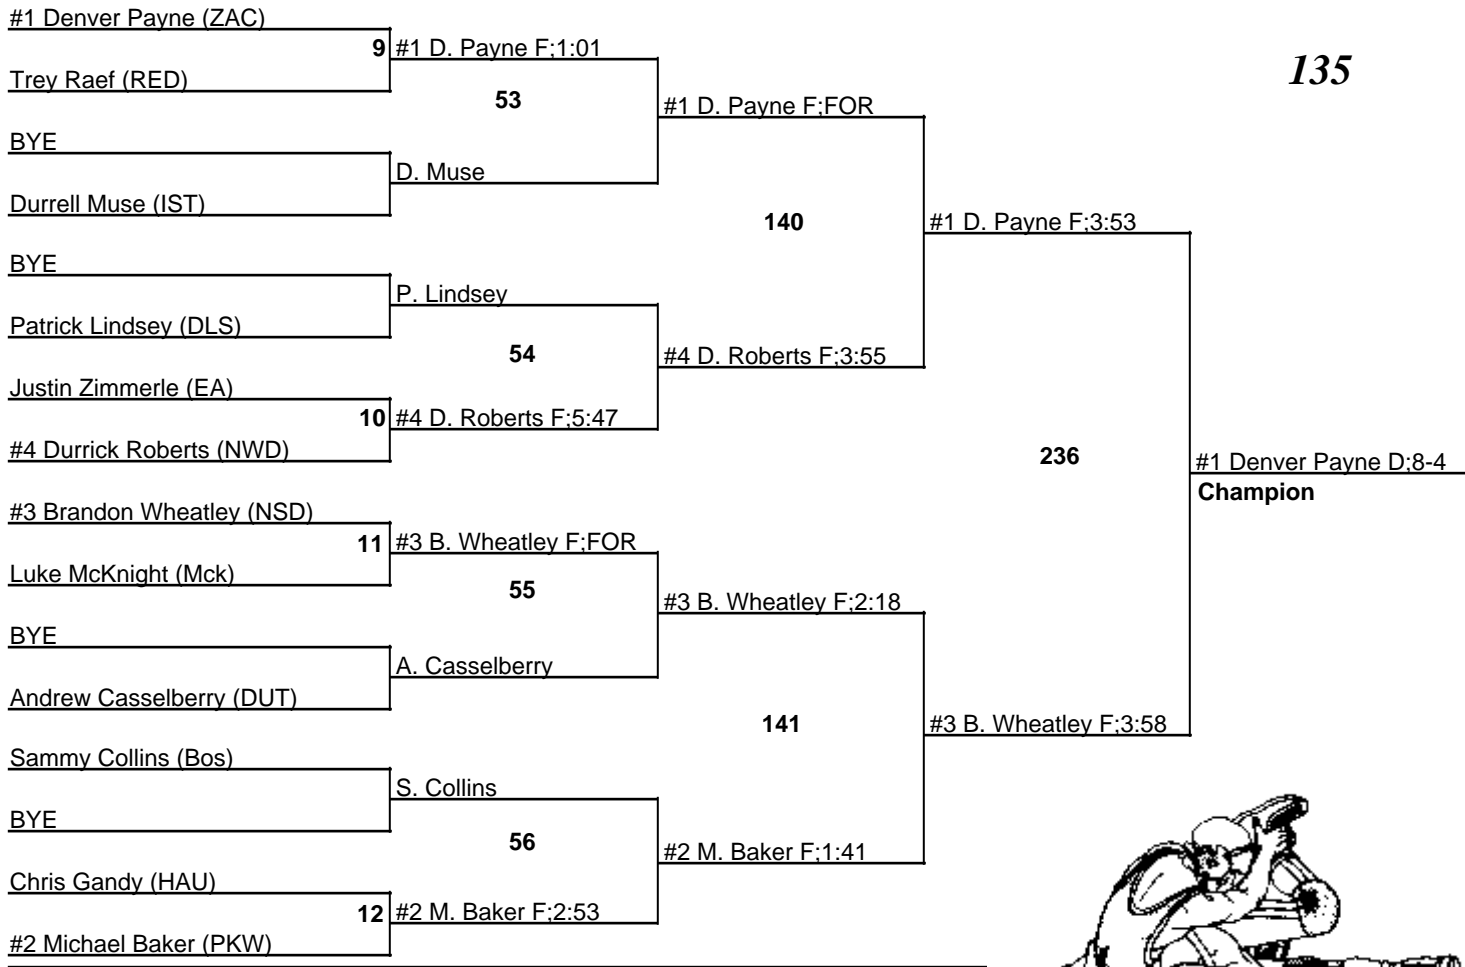 #1 Denver Payne (ZAC)
9 #1 D. Payne F;1:01
135
Trey Raef (RED)
53
#1 D. Payne F;FOR
BYE
D. Muse
Durrell Muse (IST)
140
#1 D. Payne F;3:53
BYE
P. Lindsey
Patrick Lindsey (DLS)
54
#4 D. Roberts F;3:55
Justin Zimmerle (EA)
10 #4 D. Roberts F;5:47
#4 Durrick Roberts (NWD)
236
#1 Denver Payne D;8-4
Champion
#3 Brandon Wheatley (NSD)
11 #3 B. Wheatley F;FOR
Luke McKnight (Mck)
55
#3 B. Wheatley F;2:18
BYE
A. Casselberry
Andrew Casselberry (DUT)
141
#3 B. Wheatley F;3:58
Sammy Collins (Bos)
S. Collins
BYE
56
#2 M. Baker F;1:41
Chris Gandy (HAU)
12 #2 M. Baker F;2:53
#2 Michael Baker (PKW)